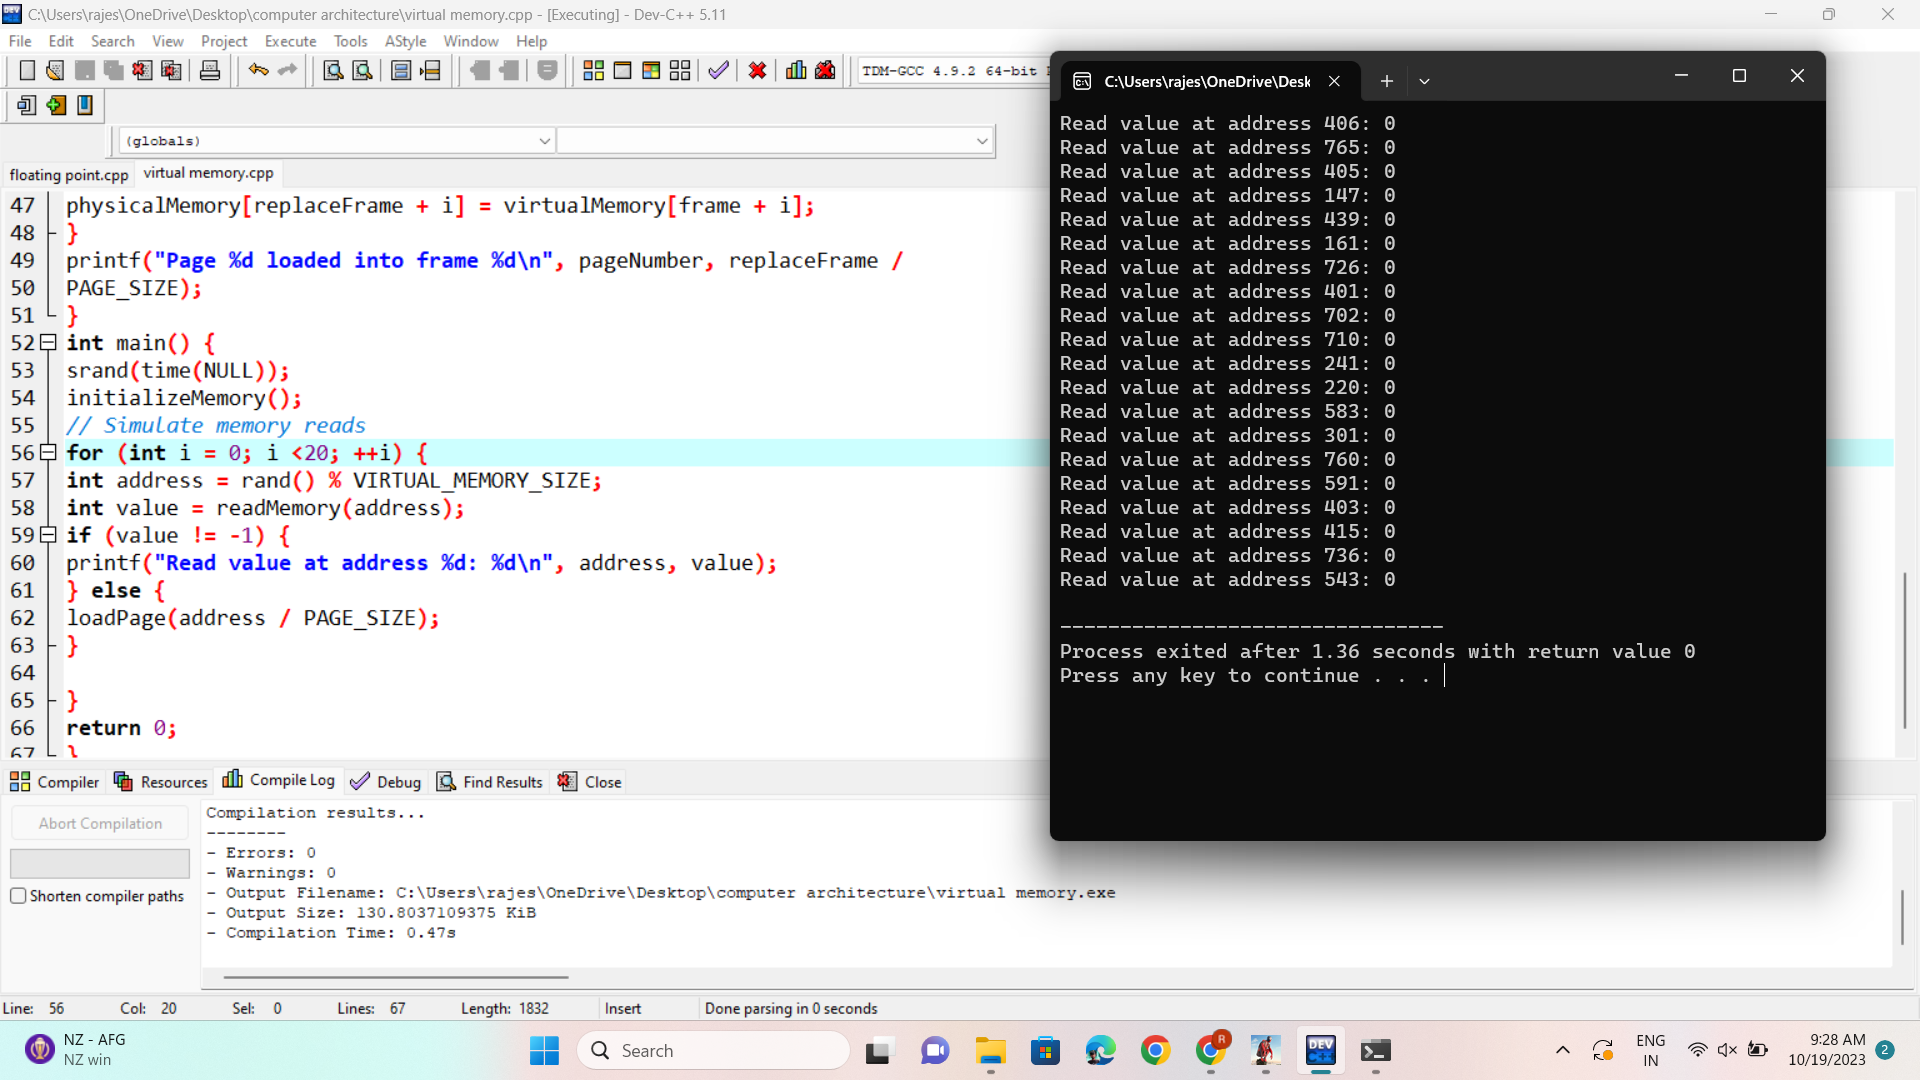 C:\Users\rajes\OneDrive\Desktop\computer architecture\virtual memory.cpp - [Executing] - Dev-C++ 5.11
File Edit Search View Project Execute Tools AStyle Window Help
TDM-GCC 4.9.2 64-bit
(globals)
floating point.cpp virtual memory.cpp
47 physicalMemory[replaceFrame + i] = virtualMemory[frame + i];
48 }
49 printf("Page %d loaded into frame %d\n", pageNumber, replaceFrame /
50 PAGE_SIZE);
51 }
52 int main() {
53 srand(time(NULL));
54 initializeMemory();
55 // Simulate memory reads
56 for (int i = 0; i <20; ++i) {
57 int address = rand() % VIRTUAL_MEMORY_SIZE;
58 int value = readMemory(address);
59 if (value != -1) {
60 printf("Read value at address %d: %d\n", address, value);
61 } else {
62 loadPage(address / PAGE_SIZE);
63 }
64
65 }
66 return 0;
67 }
C:\Users\rajes\OneDrive\Desk
Read value at address 406: 0
Read value at address 765: 0
Read value at address 405: 0
Read value at address 147: 0
Read value at address 439: 0
Read value at address 161: 0
Read value at address 726: 0
Read value at address 401: 0
Read value at address 702: 0
Read value at address 710: 0
Read value at address 241: 0
Read value at address 220: 0
Read value at address 583: 0
Read value at address 301: 0
Read value at address 760: 0
Read value at address 591: 0
Read value at address 403: 0
Read value at address 415: 0
Read value at address 736: 0
Read value at address 543: 0
--------------------------------
Process exited after 1.36 seconds with return value 0
Press any key to continue . . .
Compiler Resources Compile Log Debug Find Results Close
Abort Compilation
Shorten compiler paths
Compilation results...
--------
- Errors: 0
- Warnings: 0
- Output Filename: C:\Users\rajes\OneDrive\Desktop\computer architecture\virtual memory.exe
- Output Size: 130.8037109375 KiB
- Compilation Time: 0.47s
Line: 56 Col: 20 Sel: 0 Lines: 67 Length: 1832 Insert Done parsing in 0 seconds
NZ - AFG
NZ win
Search
R
DEV
ENG
IN
9:28 AM
10/19/2023
2